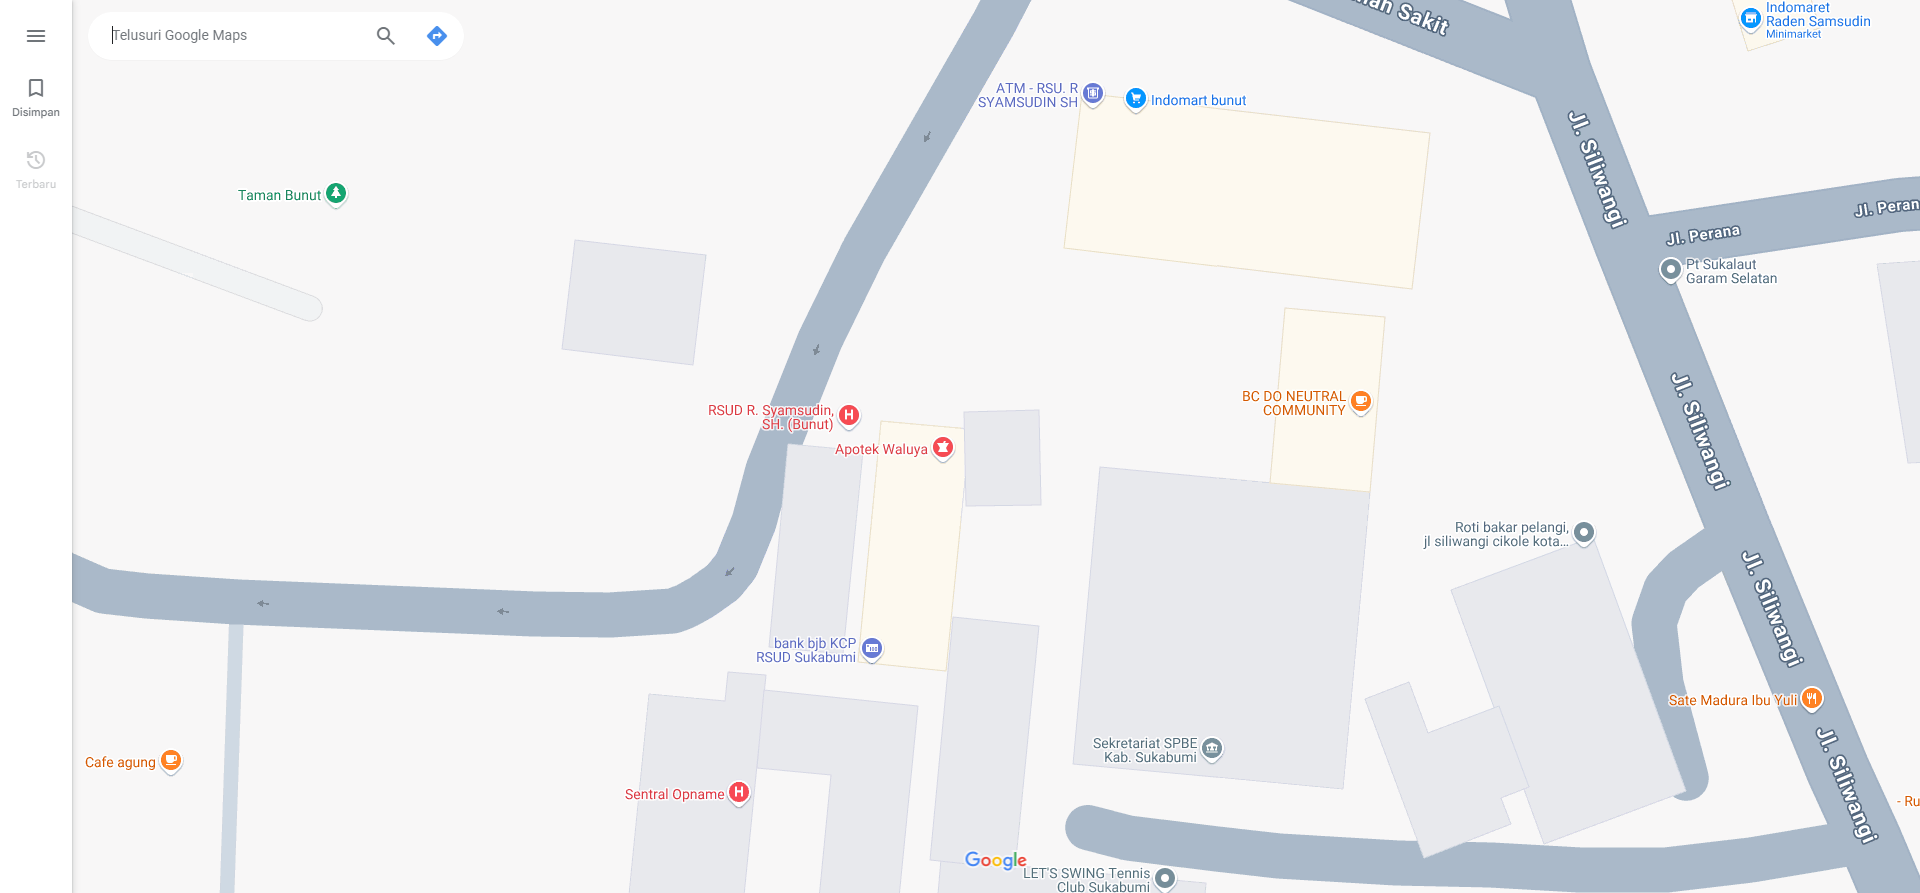 Telusuri Google Maps
Disimpan
Terbaru
Sakit
Indomaret
Raden Samsudin
Minimarket
ATM - RSU. R
SYAMSUDIN SH
Indomart bunut
Jl. Siliwangi
Taman Bunut
Jl. Perana
Jl. Peran
Pt Sukalaut
Garam Selatan
RSUD R. Syamsudin,
SH. (Bunut)
Apotek Waluya
BC DO NEUTRAL
COMMUNITY
Jl. Siliwangi
Roti bakar pelangi,
jl siliwangi cikole kota...
Jl. Siliwangi
bank bjb KCP
RSUD Sukabumi
Sate Madura Ibu Yuli
Sekretariat SPBE
Kab. Sukabumi
Cafe agung
Sentral Opname
Jl. Siliwangi
- Ru
Google
LET'S SWING Tennis
Club Sukabumi